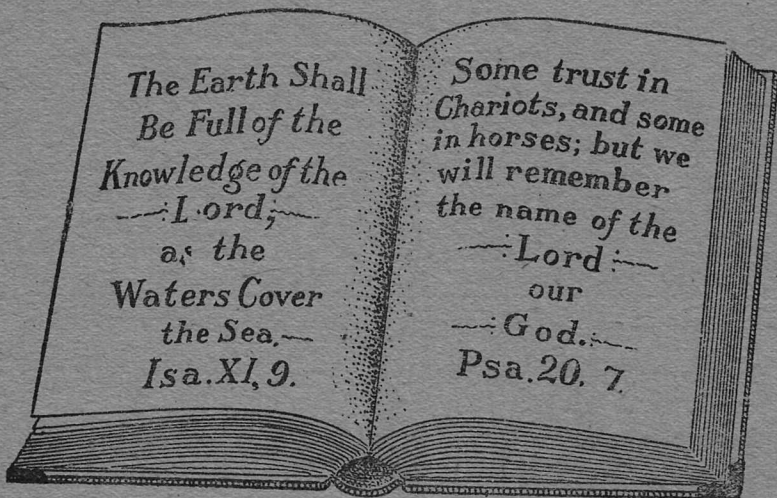 The Earth Shall
Be Full of the
Knowledge of the
Lord;
as the
Waters Cover
the Sea.
Isa. XI, 9.
Some trust in
Chariots, and some
in horses; but we
will remember
the name of the
Lord
our
God.
Psa. 20. 7.